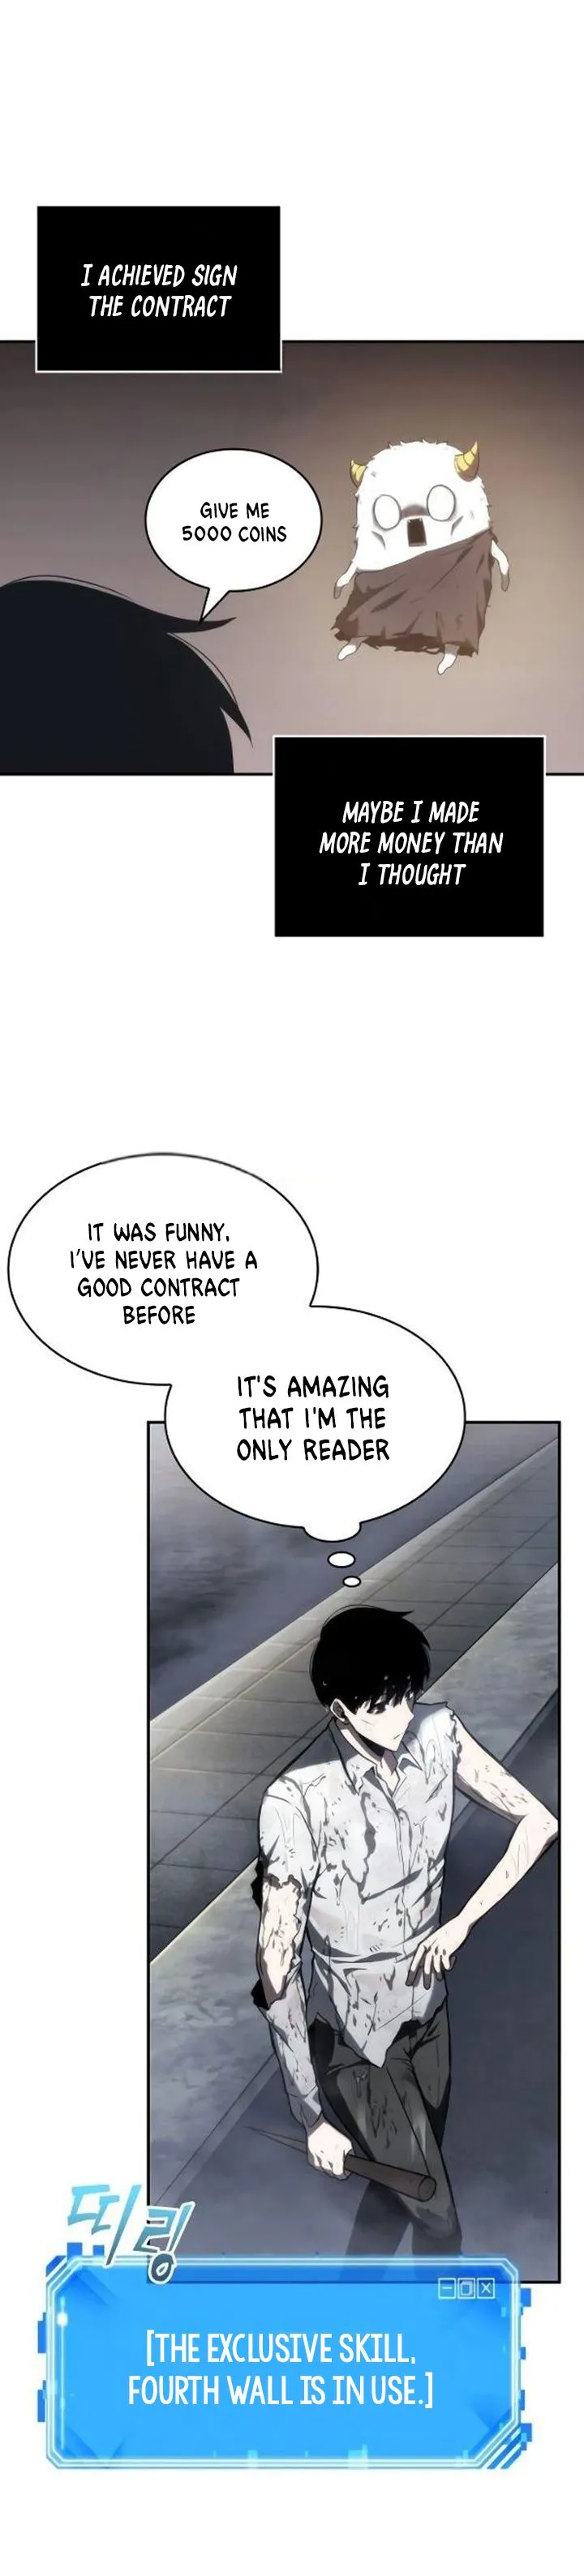 I ACHIEVED SIGN
THE CONTRACT
GIVE ME
5000 COINS
MAYBE I MADE
MORE MONEY THAN
I THOUGHT
IT WAS FUNNY.
I'VE NEVER HAVE A
GOOD CONTRACT
BEFORE
IT'S AMAZING
THAT I'M THE
ONLY READER
띠링
[THE EXCLUSIVE SKILL,
FOURTH WALL IS IN USE.]